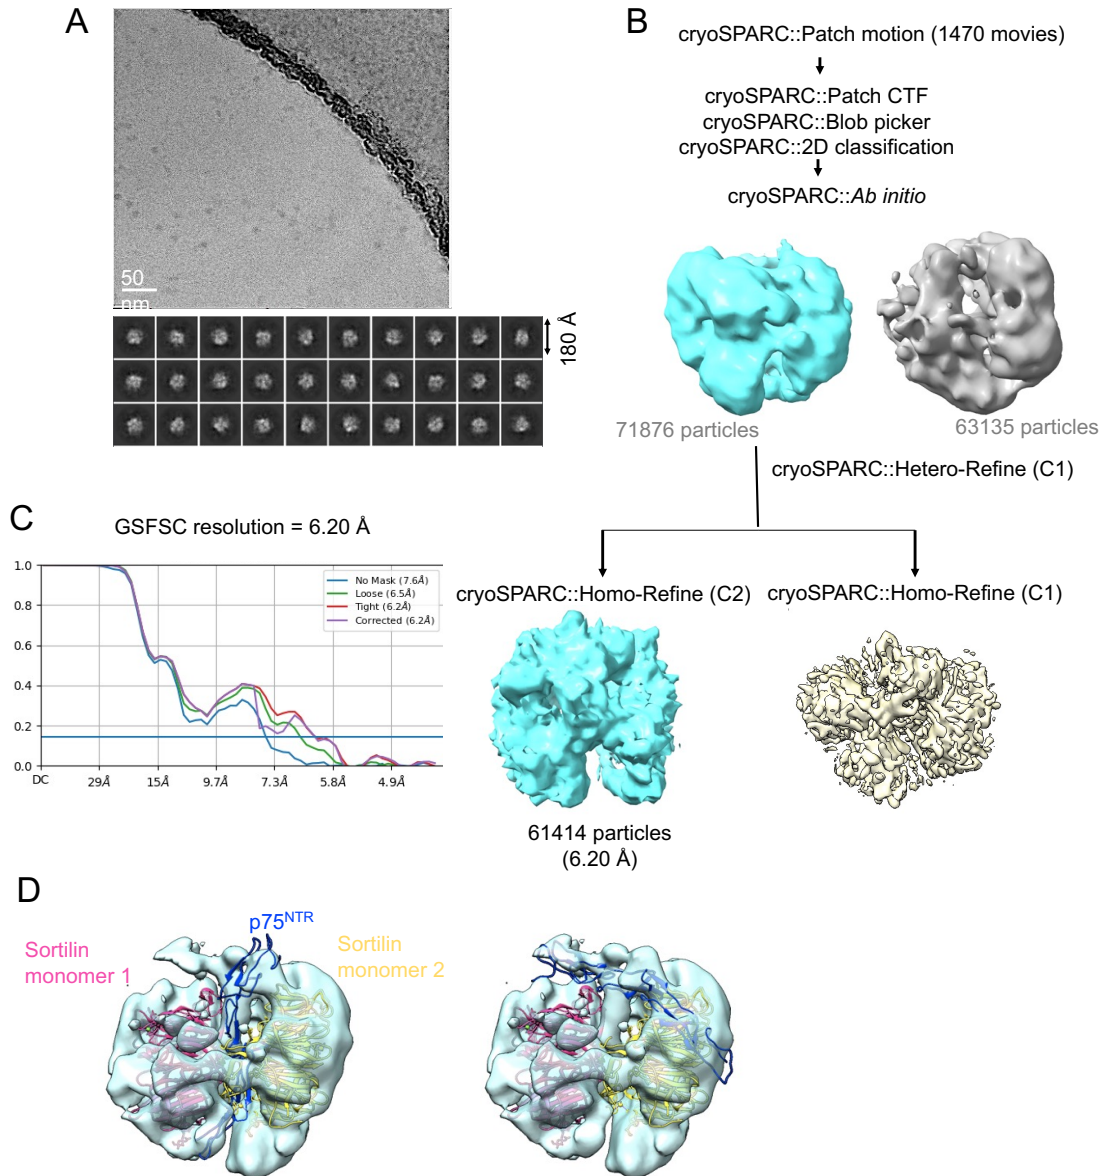 A
50
nm
180 Å
B
cryoSPARC::Patch motion (1470 movies)
cryoSPARC::Patch CTF
cryoSPARC::Blob picker
cryoSPARC::2D classification
cryoSPARC::Ab initio
71876 particles
63135 particles
cryoSPARC::Hetero-Refine (C1)
cryoSPARC::Homo-Refine (C2)
cryoSPARC::Homo-Refine (C1)
61414 particles
(6.20 Å)
C
GSFSC resolution = 6.20 Å
1.0
0.8
0.6
0.4
0.2
0.0
No Mask (7.6Å)
Loose (6.5Å)
Tight (6.2Å)
Corrected (6.2Å)
DC
29Å
15Å
9.7Å
7.3Å
5.8Å
4.9Å
D
p75NTR
Sortilin
monomer 1
Sortilin
monomer 2